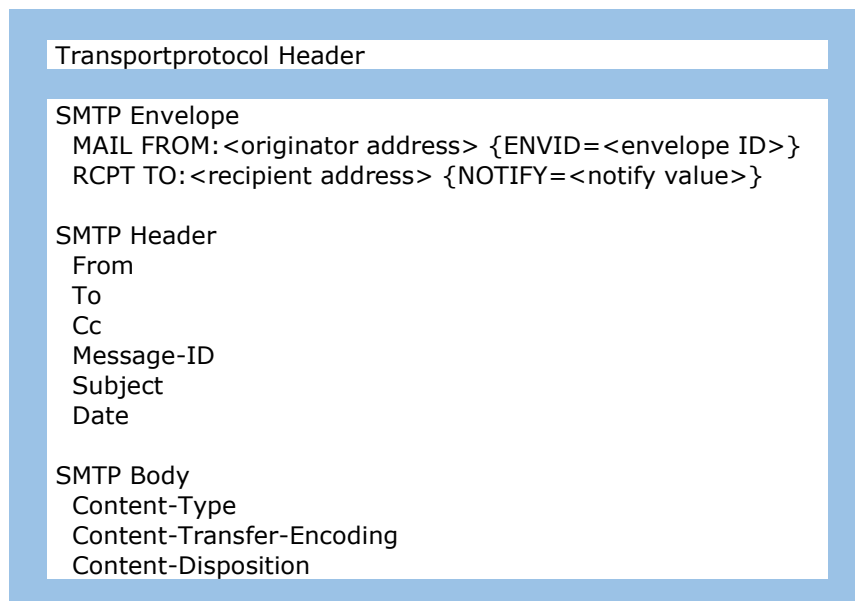 Transportprotocol Header
SMTP Envelope
MAIL FROM:<originator address> {ENVID=<envelope ID>}
RCPT TO:<recipient address> {NOTIFY=<notify value>}
SMTP Header
From
To
Cc
Message-ID
Subject
Date
SMTP Body
Content-Type
Content-Transfer-Encoding
Content-Disposition